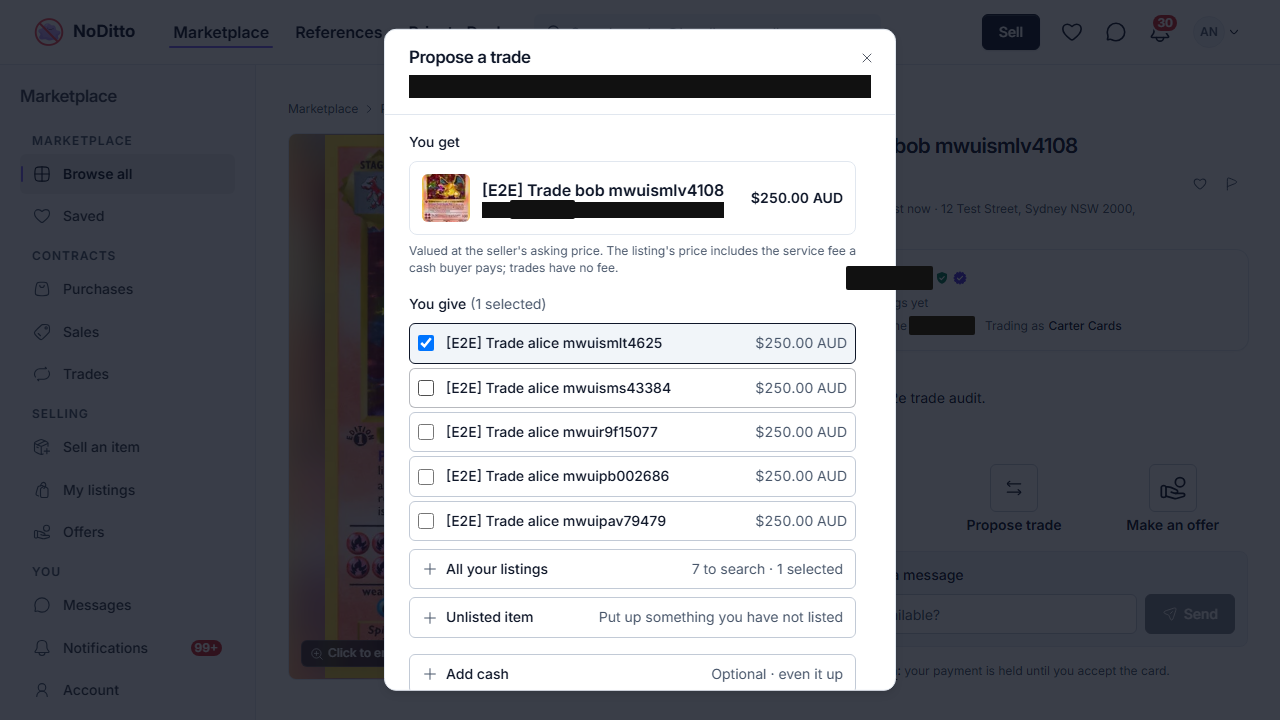 NoDitto
Marketplace
References
Sell
30
AN
Marketplace
MARKETPLACE
Browse all
Saved
CONTRACTS
Purchases
Sales
Trades
SELLING
Sell an item
My listings
Offers
YOU
Messages
Notifications
99+
Account
Marketplace
Click to
Propose a trade
You get
[E2E] Trade bob mwuismlv4108
$250.00 AUD
Valued at the seller's asking price. The listing's price includes the service fee a
cash buyer pays; trades have no fee.
You give (1 selected)
[E2E] Trade alice mwuismlt4625 $250.00 AUD
[E2E] Trade alice mwuisms43384 $250.00 AUD
[E2E] Trade alice mwuir9f15077 $250.00 AUD
[E2E] Trade alice mwuipb002686 $250.00 AUD
[E2E] Trade alice mwuipav79479 $250.00 AUD
All your listings 7 to search · 1 selected
Unlisted item Put up something you have not listed
Add cash Optional · even it up
bob mwuismlv4108
st now · 12 Test Street, Sydney NSW 2000,
gs yet
Trading as Carter Cards
trade audit.
Propose trade
Make an offer
a message
ailable?
Send
your payment is held until you accept the card.